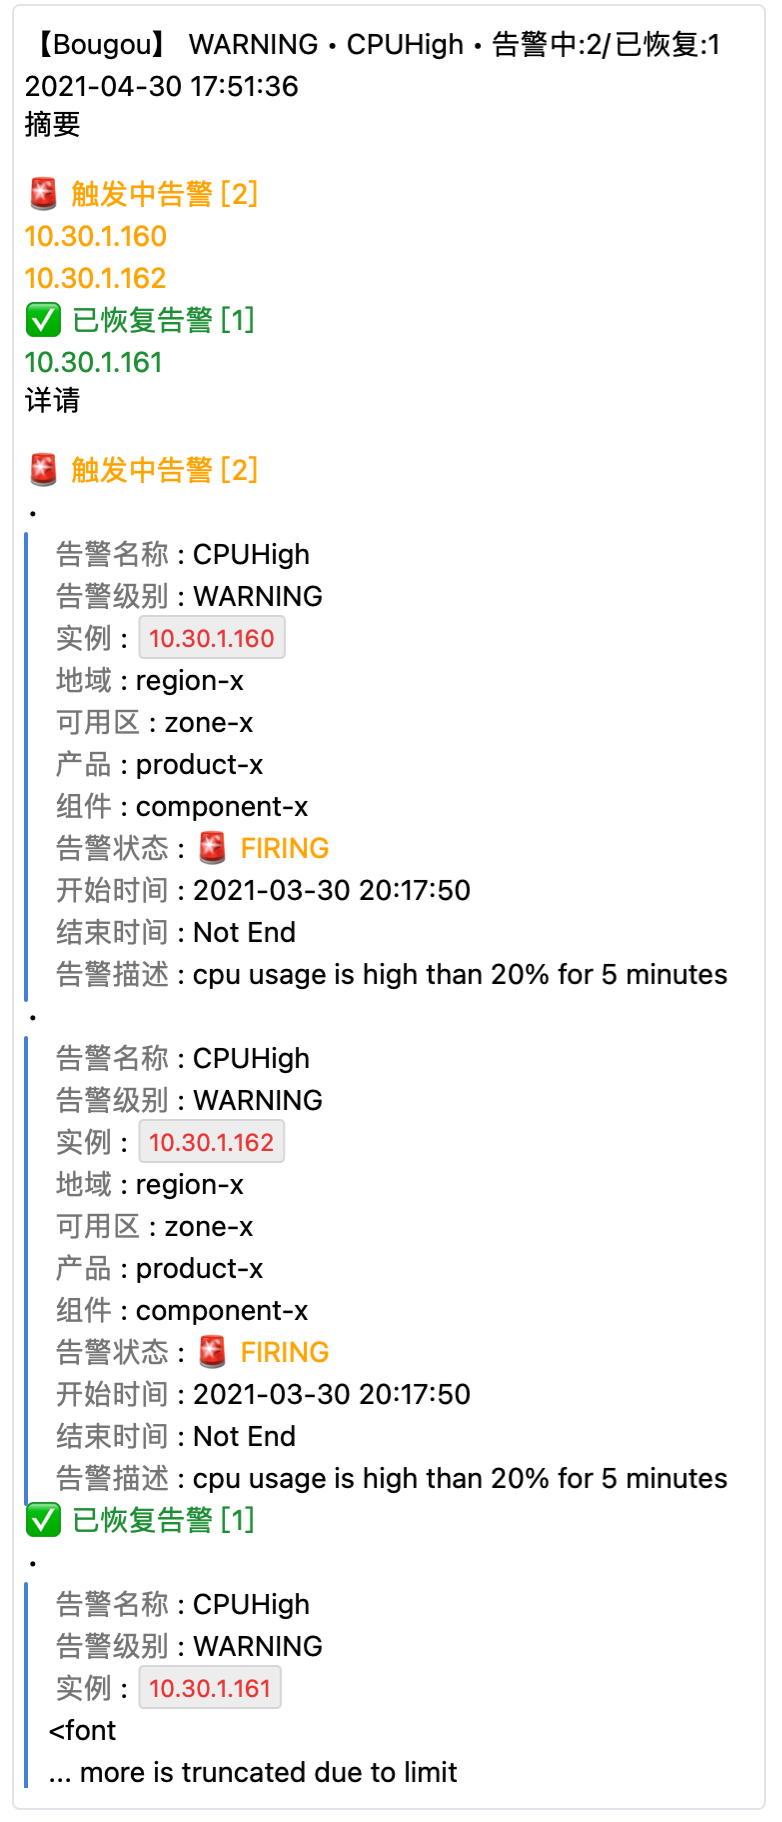 【Bougou】 WARNING • CPUHigh • 告警中:2/已恢复:1
2021-04-30 17:51:36
摘要
🚨 触发中告警 [2]
10.30.1.160
10.30.1.162
✅ 已恢复告警 [1]
10.30.1.161
详请
🚨 触发中告警 [2]
·
告警名称 : CPUHigh
告警级别 : WARNING
实例 : 10.30.1.160
地域 : region-x
可用区 : zone-x
产品 : product-x
组件 : component-x
告警状态 : 🚨 FIRING
开始时间 : 2021-03-30 20:17:50
结束时间 : Not End
告警描述 : cpu usage is high than 20% for 5 minutes
·
告警名称 : CPUHigh
告警级别 : WARNING
实例 : 10.30.1.162
地域 : region-x
可用区 : zone-x
产品 : product-x
组件 : component-x
告警状态 : 🚨 FIRING
开始时间 : 2021-03-30 20:17:50
结束时间 : Not End
告警描述 : cpu usage is high than 20% for 5 minutes
✅ 已恢复告警 [1]
·
告警名称 : CPUHigh
告警级别 : WARNING
实例 : 10.30.1.161
<font
... more is truncated due to limit